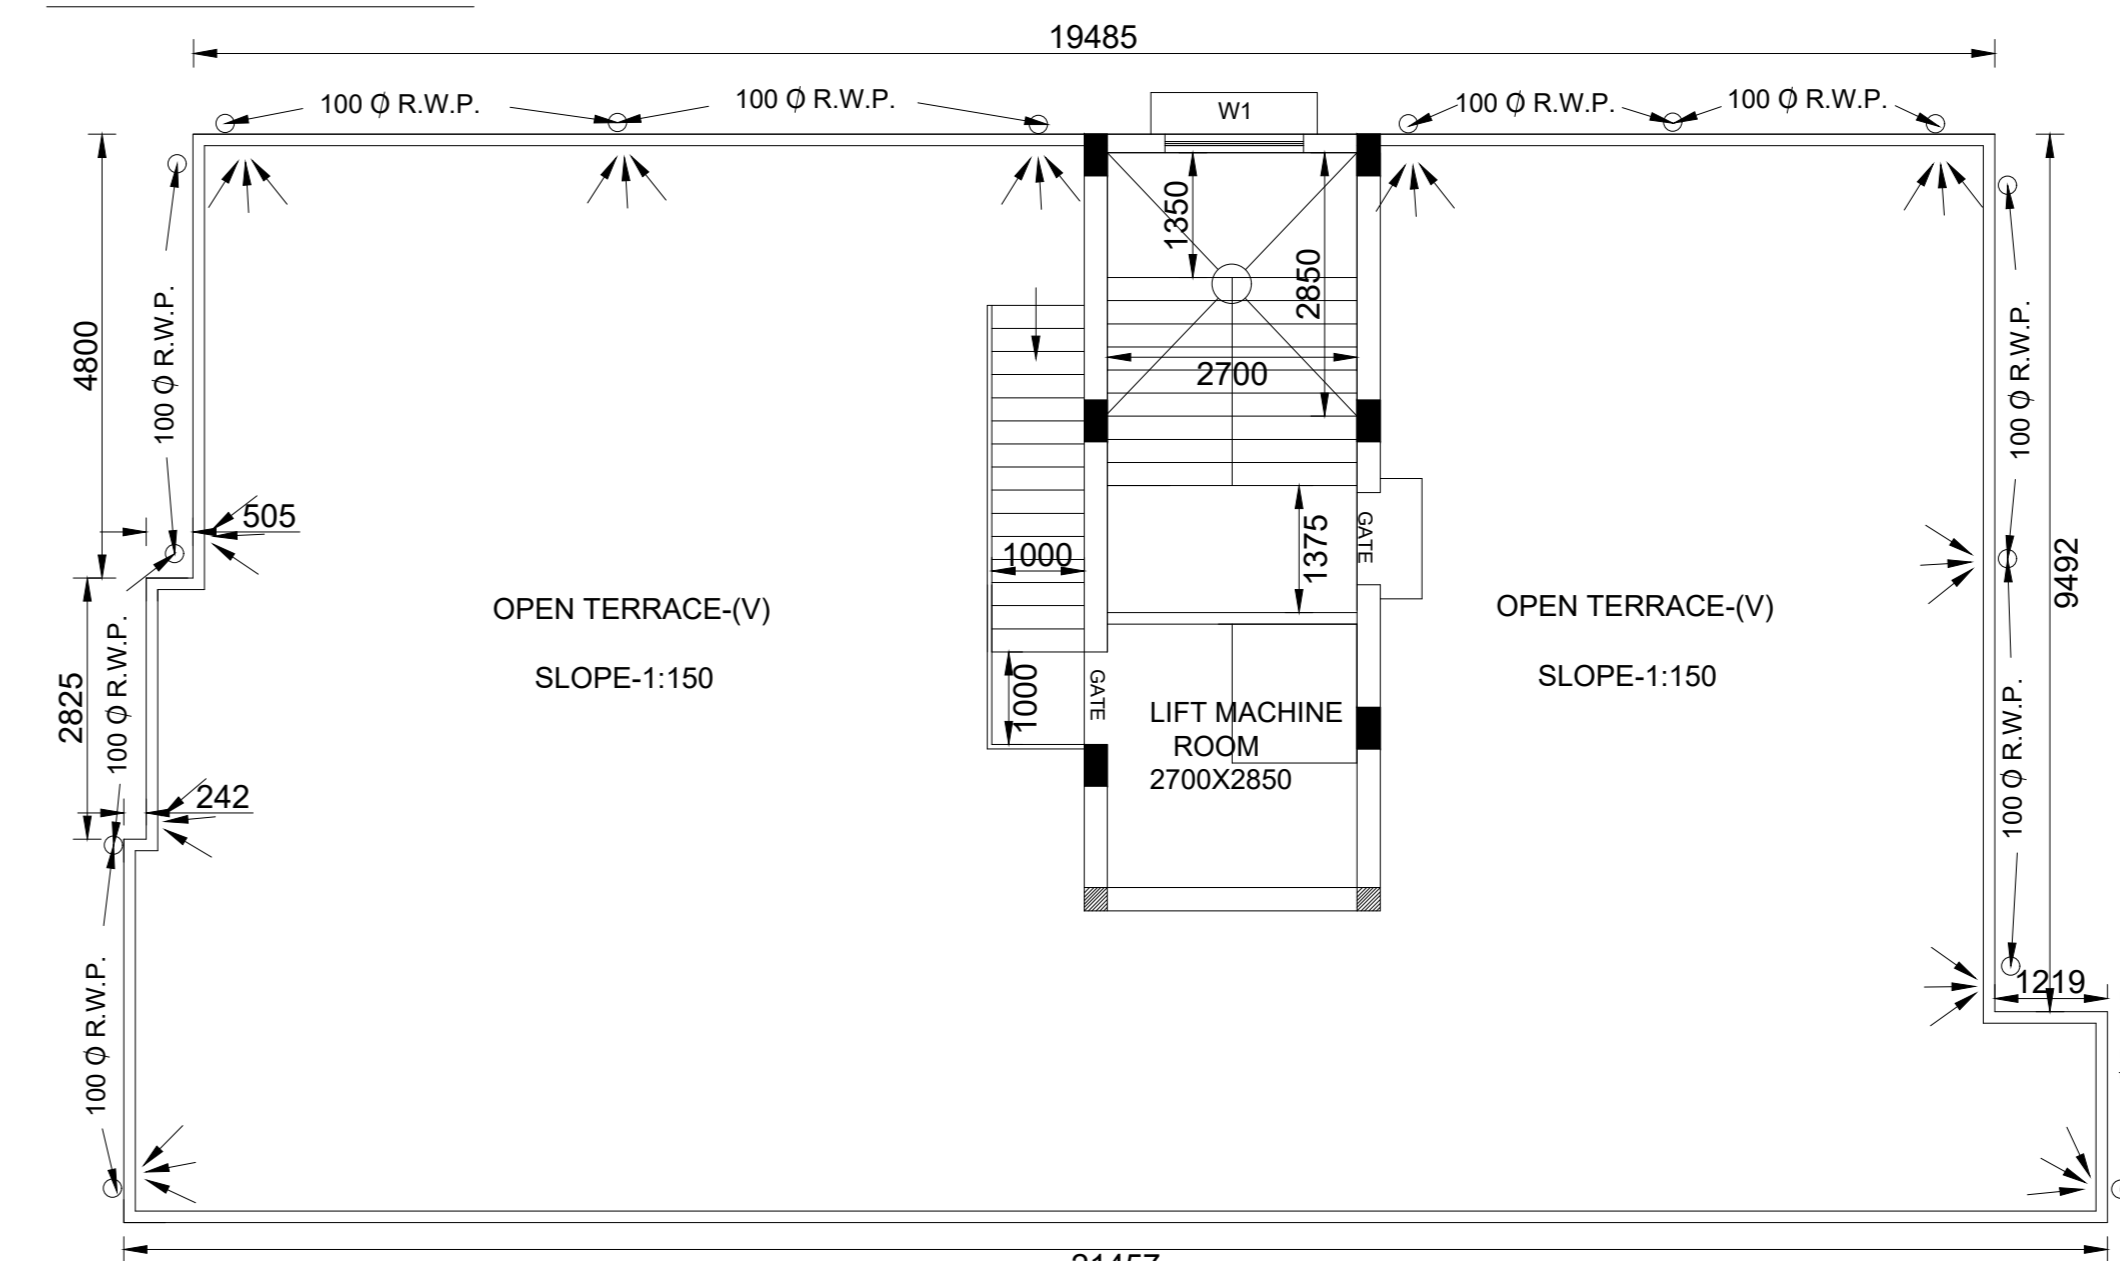 19485
100 Ø R.W.P.
100 Ø R.W.P.
W1
100 Ø R.W.P.
100 Ø R.W.P.
1350
2850
4800
100 Ø R.W.P.
2700
100 Ø R.W.P.
505
1000
1375
GATE
9492
OPEN TERRACE-(V)
SLOPE-1:150
OPEN TERRACE-(V)
SLOPE-1:150
2825
100 Ø R.W.P.
1000
GATE
LIFT MACHINE
ROOM
2700X2850
100 Ø R.W.P.
242
1219
100 Ø R.W.P.
21457